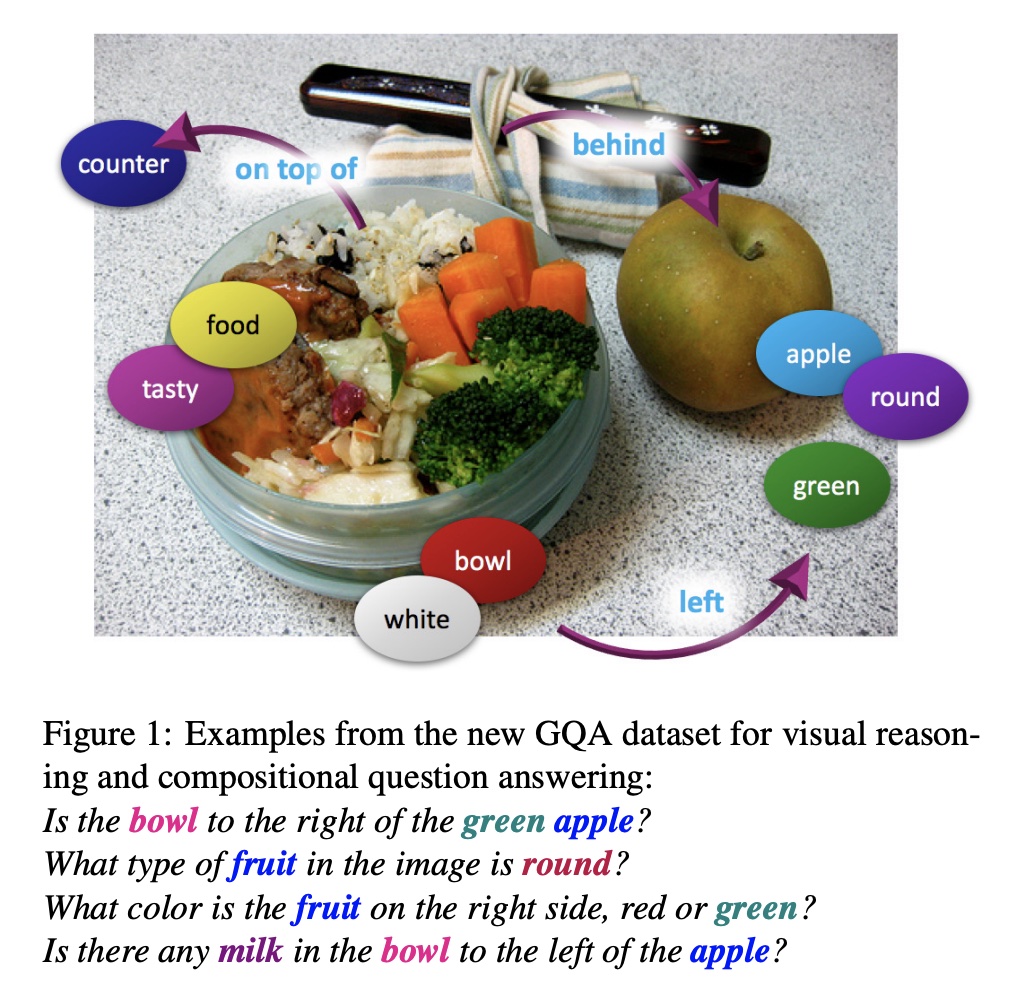 behind
counter
on top of
food
apple
tasty
round
green
bowl
left
white
Figure 1: Examples from the new GQA dataset for visual reason-
ing and compositional question answering:
Is the bowl to the right of the green apple?
What type of fruit in the image is round?
What color is the fruit on the right side, red or green?
Is there any milk in the bowl to the left of the apple?